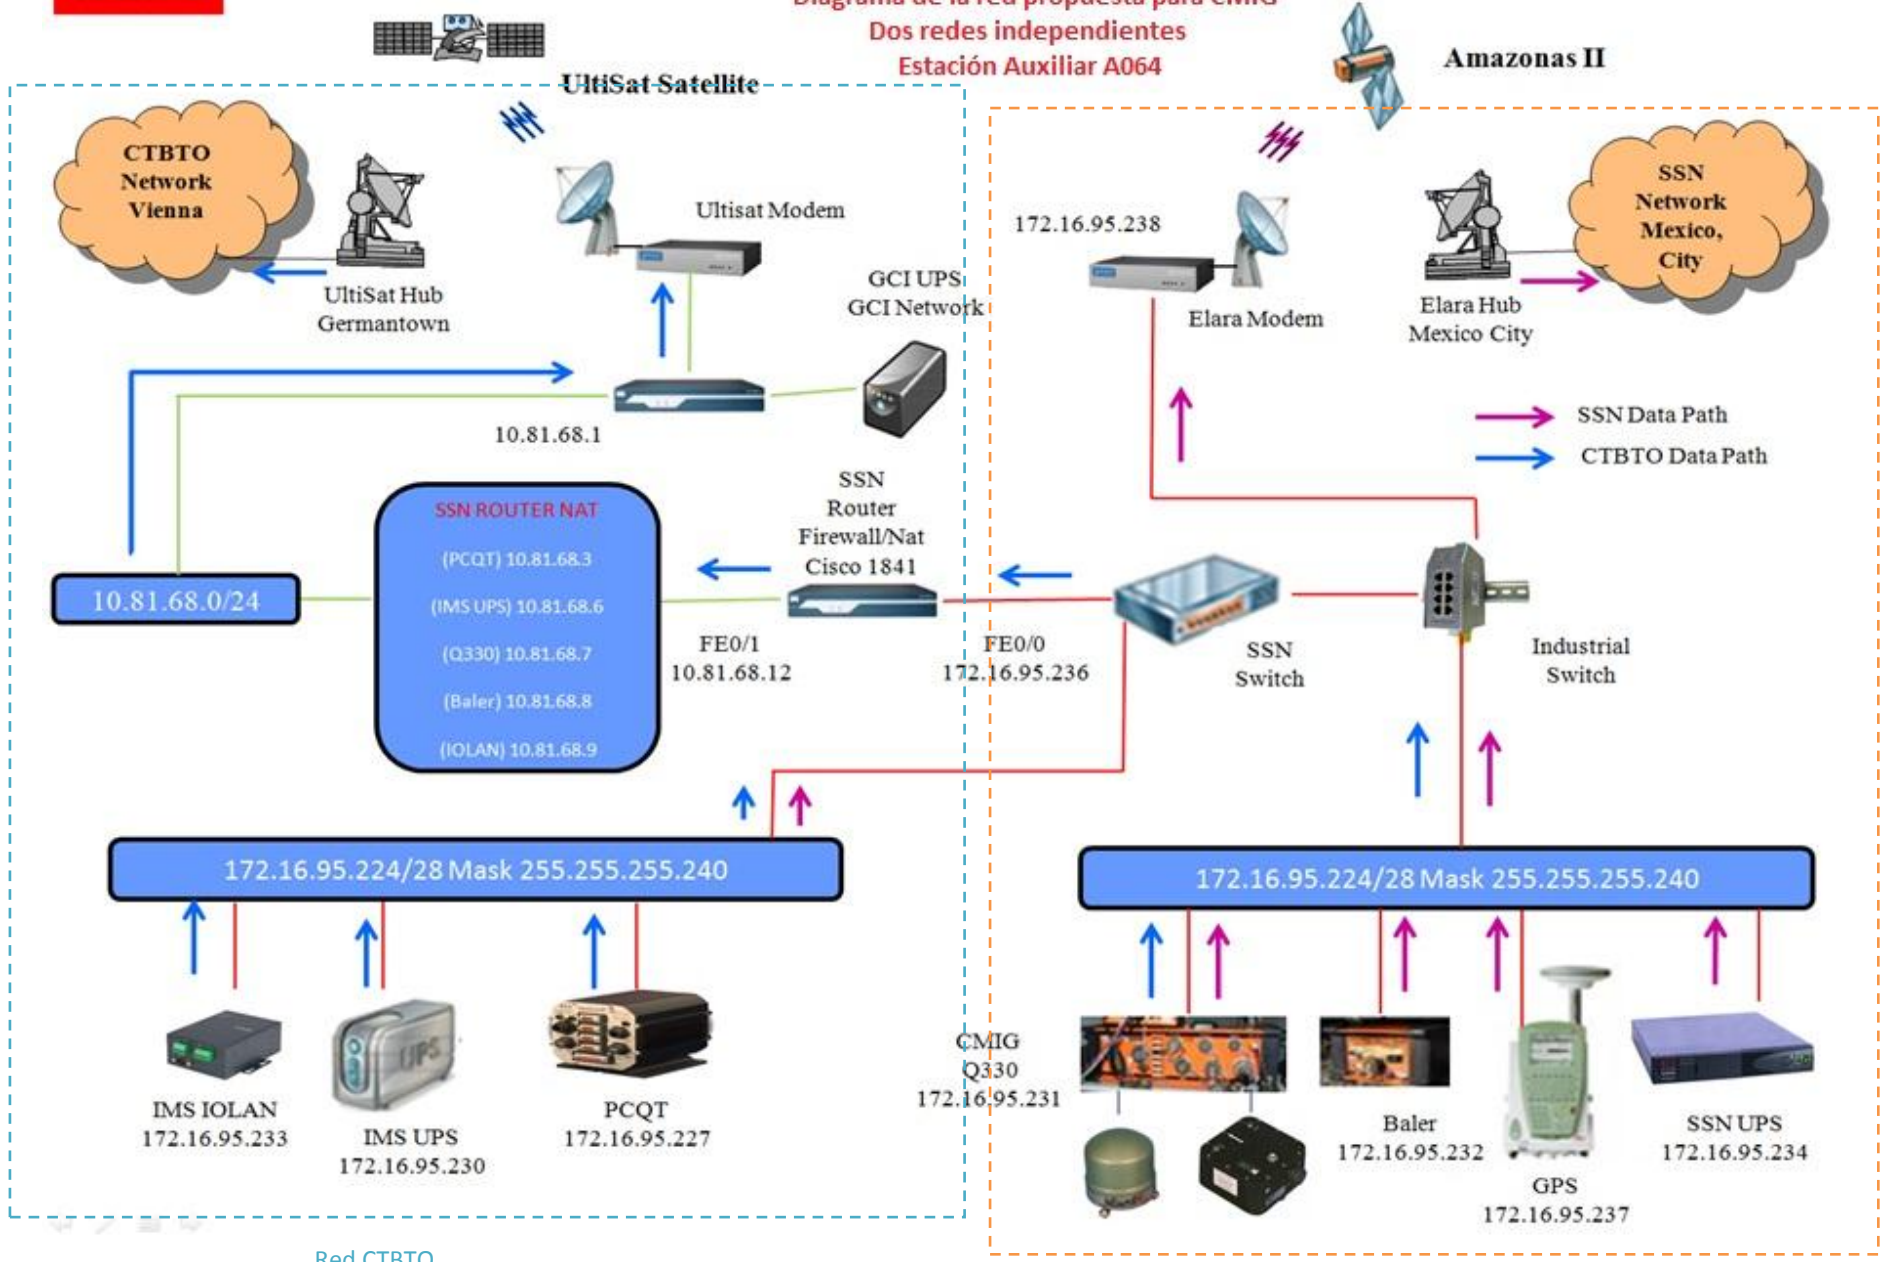 Diagrama de la red propuesta para CMIG
Dos redes independientes
Estación Auxiliar A064
UltiSat Satellite
Amazonas II
CTBTO
Network
Vienna
UltiSat Hub
Germantown
Ultisat Modem
GCI UPS
GCI Network
10.81.68.1
172.16.95.238
Elara Modem
Elara Hub
Mexico City
SSN
Network
Mexico,
City
SSN Data Path
CTBTO Data Path
SSN ROUTER NAT
(PCQT) 10.81.68.3
(IMS UPS) 10.81.68.6
(Q330) 10.81.68.7
(Baler) 10.81.68.8
(IOLAN) 10.81.68.9
10.81.68.0/24
SSN
Router
Firewall/Nat
Cisco 1841
FE0/1
10.81.68.12
FE0/0
172.16.95.236
SSN
Switch
Industrial
Switch
172.16.95.224/28 Mask 255.255.255.240
172.16.95.224/28 Mask 255.255.255.240
IMS IOLAN
172.16.95.233
UPS
IMS UPS
172.16.95.230
PCQT
172.16.95.227
CMIG
Q330
172.16.95.231
Baler
172.16.95.232
GPS
172.16.95.237
SSN UPS
172.16.95.234
Red CTBTO